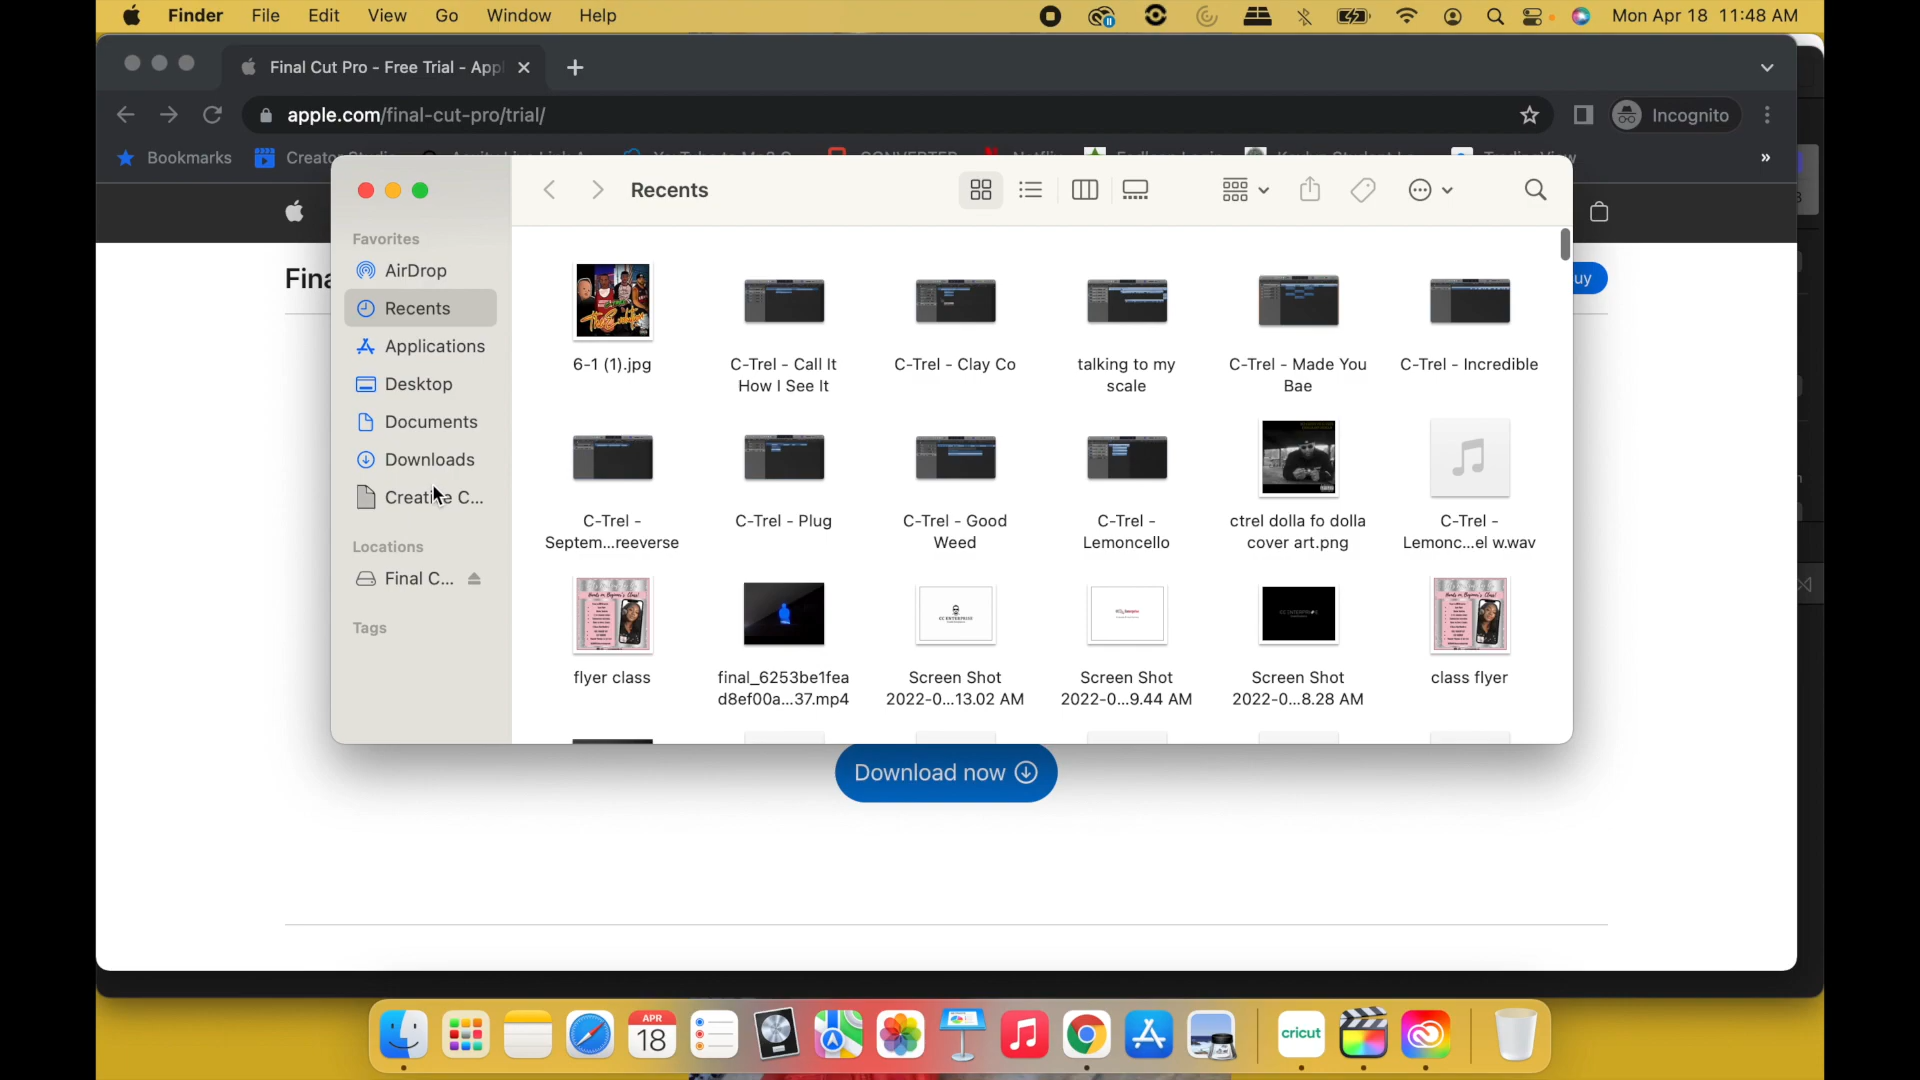 Finder File Edit View Go Window Help Mon Apr 18 11:48 AM
Final Cut Pro - Free Trial - Appl
apple.com/final-cut-pro/trial/ Incognito
Bookmarks
Recents
Favorites
AirDrop
Recents
Applications
Desktop
Documents
Downloads
Creative C...
Locations
Final C...
Tags
Fina
uy
6-1 (1).jpg
C-Trel - Call It
How I See It
C-Trel - Clay Co
talking to my
scale
C-Trel - Made You
Bae
C-Trel - Incredible
C-Trel -
Septem...reeverse
C-Trel - Plug
C-Trel - Good
Weed
C-Trel -
Lemoncello
ctrel dolla fo dolla
cover art.png
C-Trel -
Lemonc...el w.wav
flyer class
final_6253be1fea
d8ef00a...37.mp4
Screen Shot
2022-0...13.02 AM
Screen Shot
2022-0...9.44 AM
Screen Shot
2022-0...8.28 AM
class flyer
Download now
APR
18
cricut